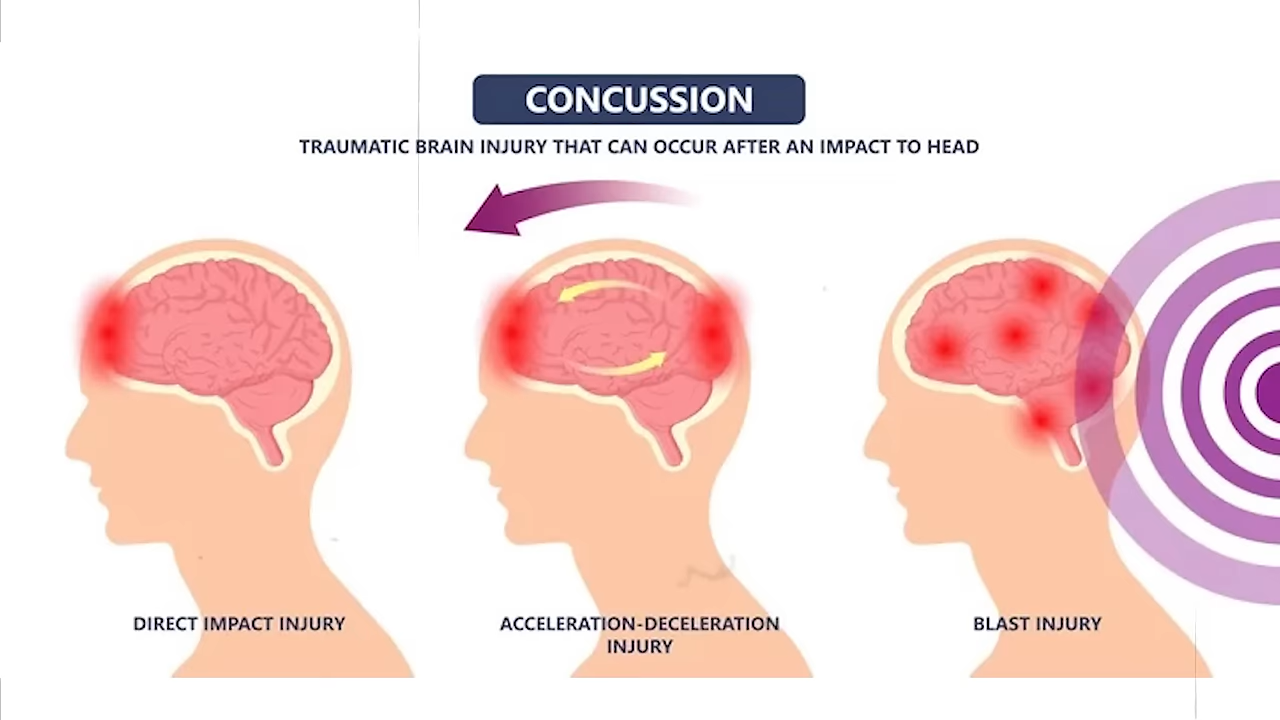 CONCUSSION
TRAUMATIC BRAIN INJURY THAT CAN OCCUR AFTER AN IMPACT TO HEAD
DIRECT IMPACT INJURY
ACCELERATION-DECELERATION
INJURY
BLAST INJURY